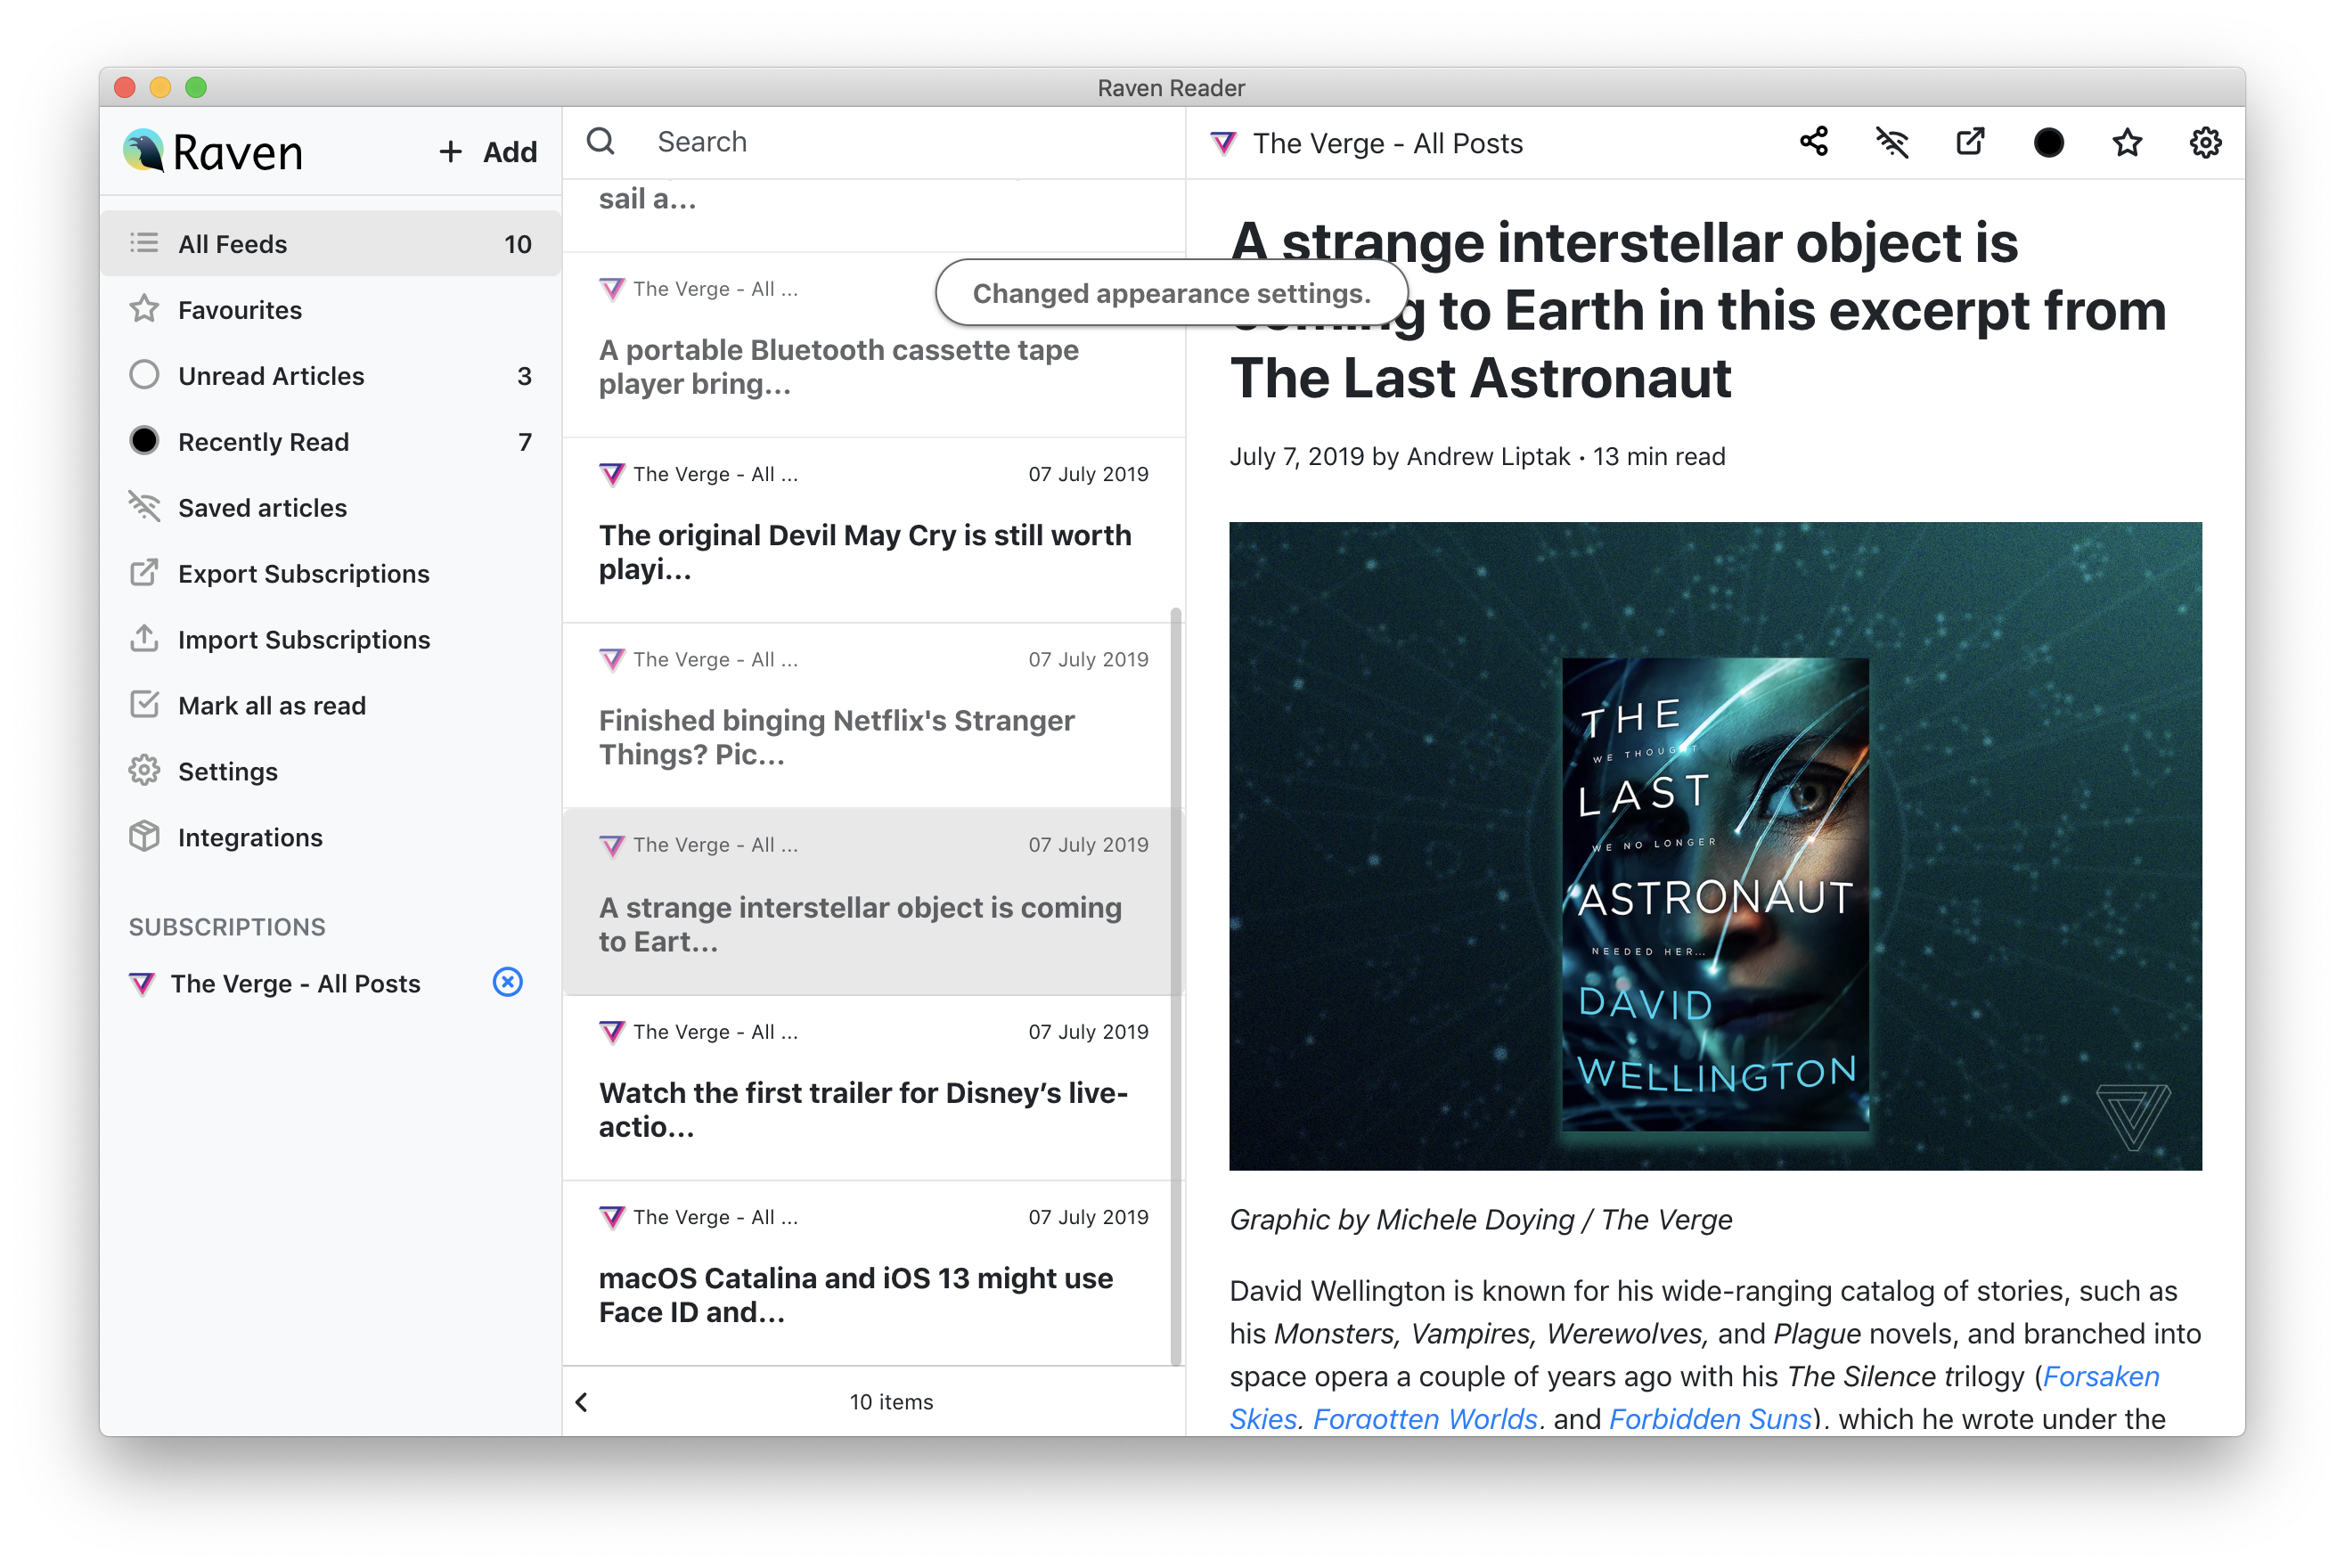 Raven Reader
Raven
+ Add
All Feeds 10
Favourites
Unread Articles 3
Recently Read 7
Saved articles
Export Subscriptions
Import Subscriptions
Mark all as read
Settings
Integrations
SUBSCRIPTIONS
The Verge - All Posts
Search
sail a...
The Verge - All ...
A portable Bluetooth cassette tape
player bring...
The Verge - All ... 07 July 2019
The original Devil May Cry is still worth
playi...
The Verge - All ... 07 July 2019
Finished binging Netflix's Stranger
Things? Pic...
The Verge - All ... 07 July 2019
A strange interstellar object is coming
to Eart...
The Verge - All ... 07 July 2019
Watch the first trailer for Disney’s live-
actio...
The Verge - All ... 07 July 2019
macOS Catalina and iOS 13 might use
Face ID and...
10 items
Changed appearance settings.
The Verge - All Posts
A strange interstellar object is
coming to Earth in this excerpt from
The Last Astronaut
July 7, 2019 by Andrew Liptak • 13 min read
THE
WE THOUGHT
LAST
WE NO LONGER
ASTRONAUT
NEEDED HER...
DAVID
WELLINGTON
Graphic by Michele Doying / The Verge
David Wellington is known for his wide-ranging catalog of stories, such as
his Monsters, Vampires, Werewolves, and Plague novels, and branched into
space opera a couple of years ago with his The Silence trilogy (Forsaken
Skies, Forgotten Worlds, and Forbidden Suns), which he wrote under the